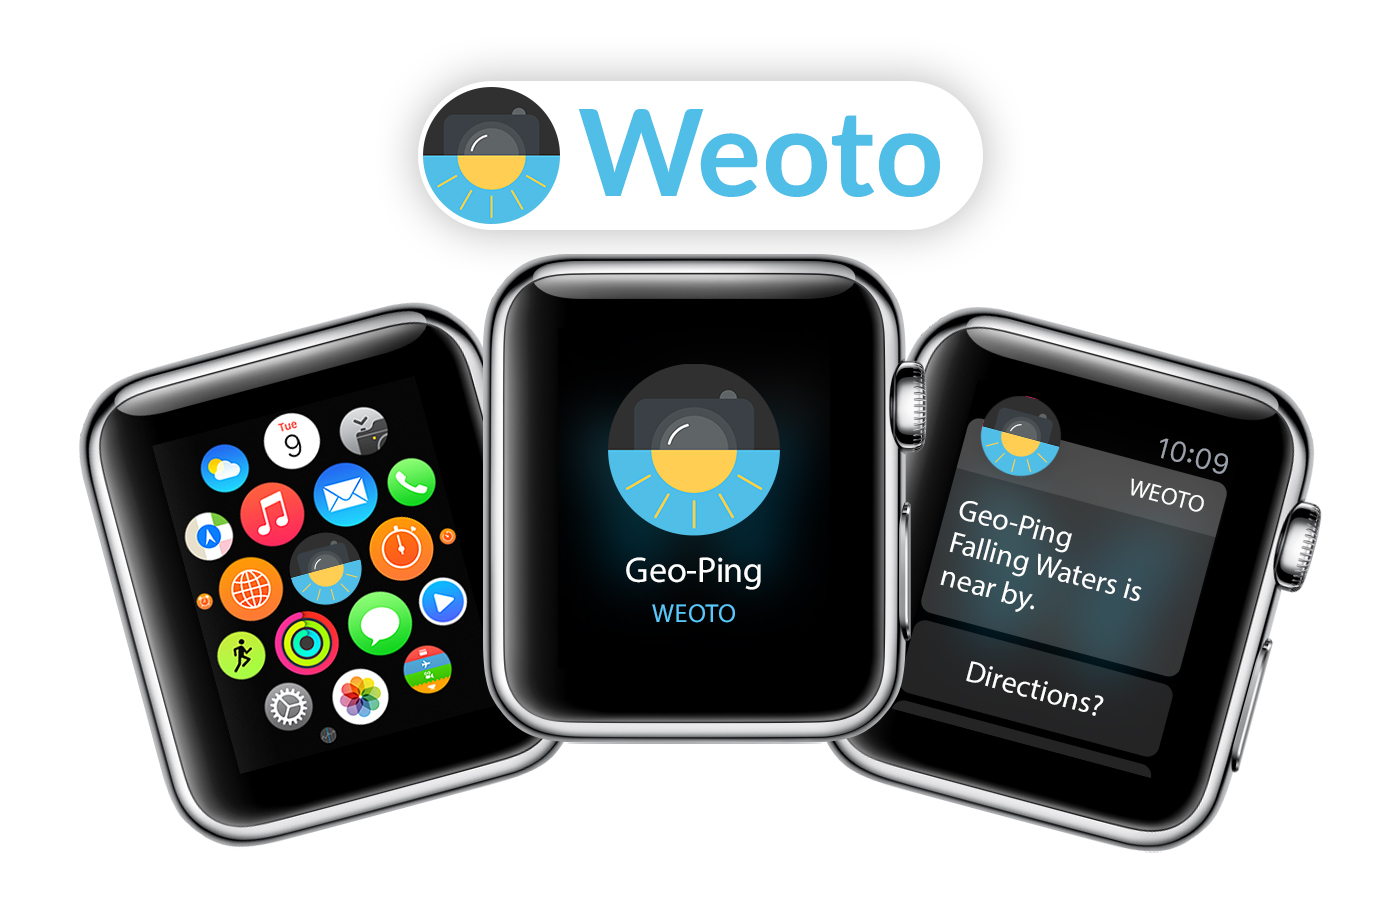 Weoto
Tue
9
Geo-Ping
WEOTO
10:09
WEOTO
Geo-Ping
Falling Waters is
near by.
Directions?